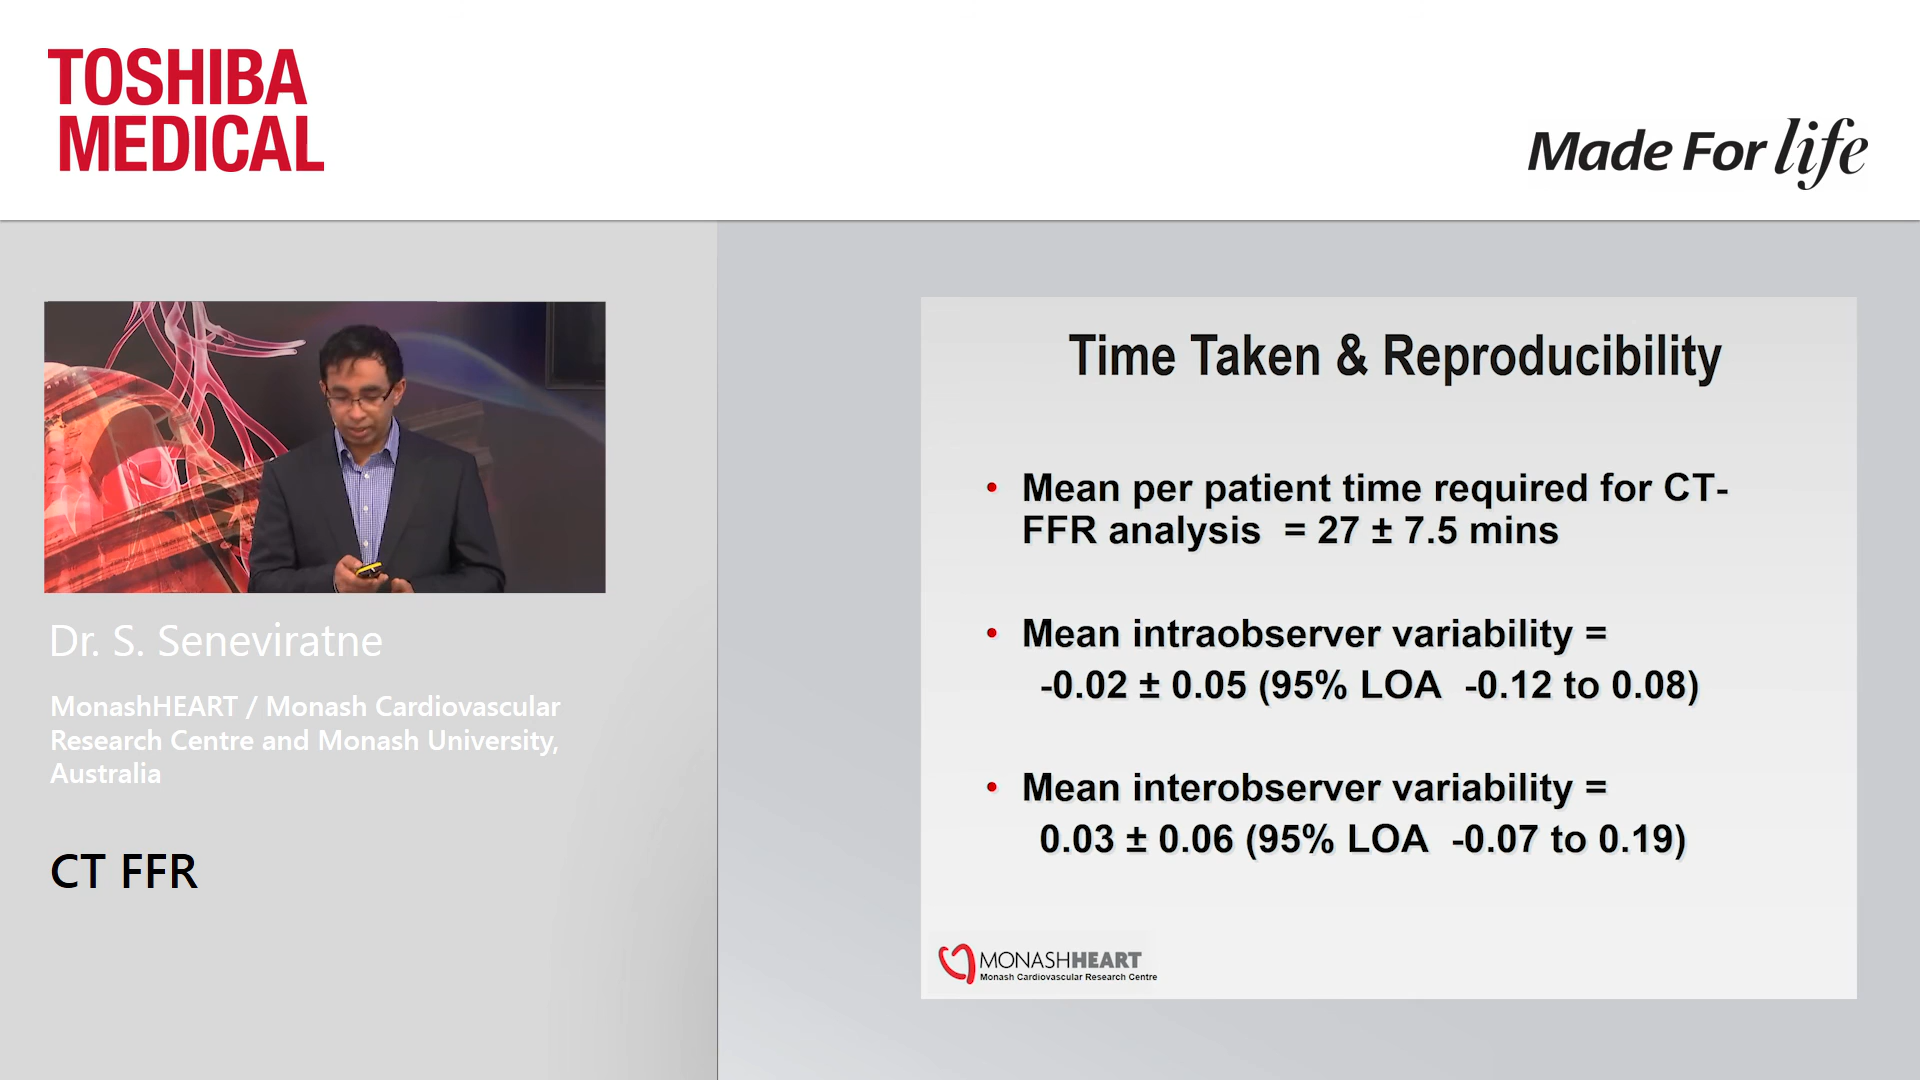 TOSHIBA
MEDICAL
Made For life
Dr. S. Seneviratne
MonashHEART / Monash Cardiovascular
Research Centre and Monash University,
Australia
CT FFR
Time Taken & Reproducibility
• Mean per patient time required for CT-
FFR analysis = 27 ± 7.5 mins
• Mean intraobserver variability =
-0.02 ± 0.05 (95% LOA -0.12 to 0.08)
• Mean interobserver variability =
0.03 ± 0.06 (95% LOA -0.07 to 0.19)
MONASHHEART
Monash Cardiovascular Research Centre